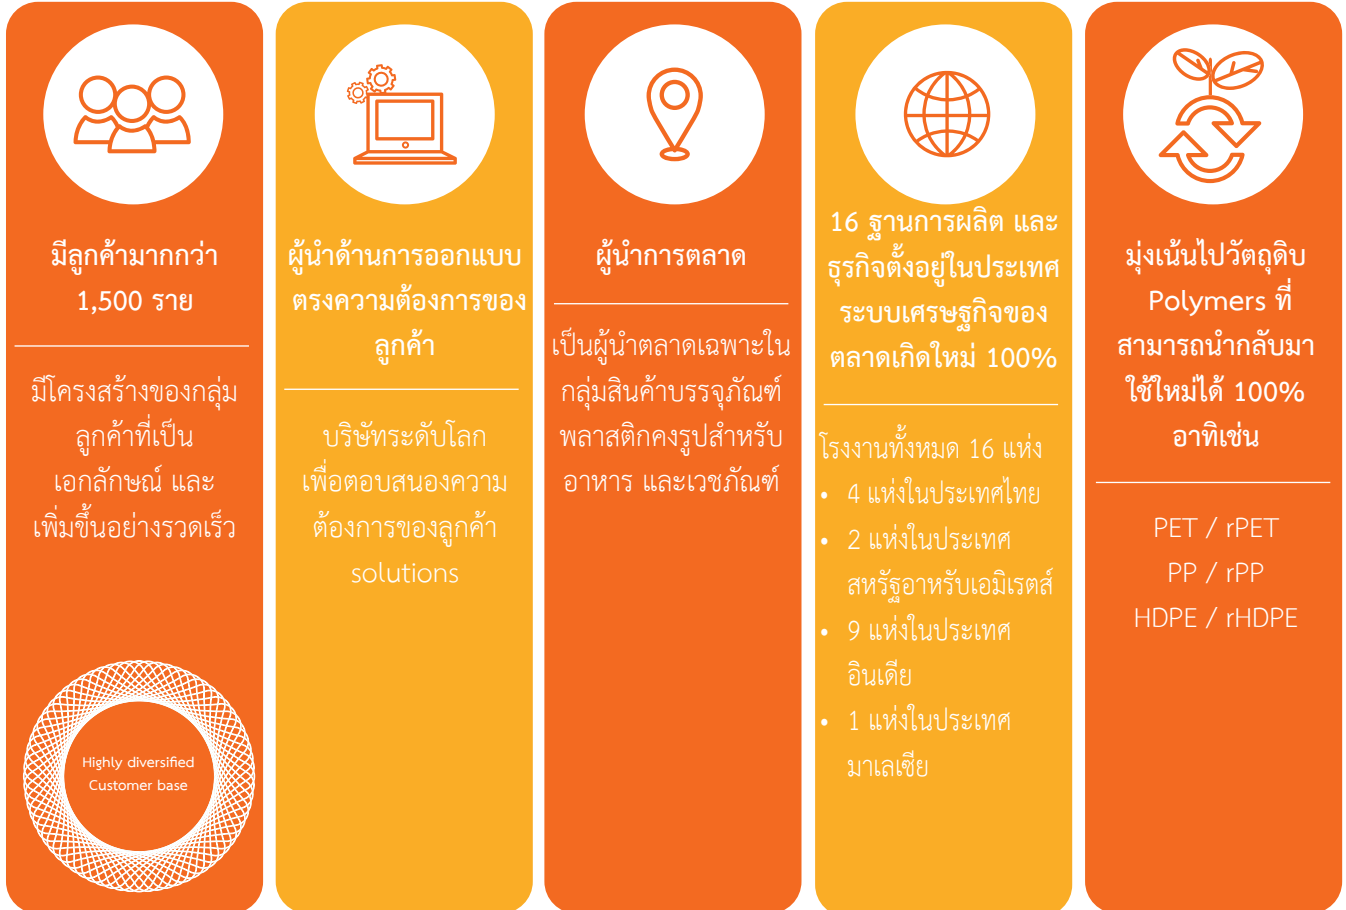 มีลูกค้ามากกว่า
1,500 ราย
มีโครงสร้างของกลุ่ม
ลูกค้าที่เป็น
เอกลักษณ์ และ
เพิ่มขึ้นอย่างรวดเร็ว
Highly diversified
Customer base
ผู้นำด้านการออกแบบ
ตรงความต้องการของ
ลูกค้า
บริษัทระดับโลก
เพื่อตอบสนองความ
ต้องการของลูกค้า
solutions
ผู้นำการตลาด
เป็นผู้นำตลาดเฉพาะใน
กลุ่มสินค้าบรรจุภัณฑ์
พลาสติกคงรูปสำหรับ
อาหาร และเวชภัณฑ์
16 ฐานการผลิต และ
ธุรกิจตั้งอยู่ในประเทศ
ระบบเศรษฐกิจของ
ตลาดเกิดใหม่ 100%
โรงงานทั้งหมด 16 แห่ง
• 4 แห่งในประเทศไทย
• 2 แห่งในประเทศ
สหรัฐอาหรับเอมิเรตส์
• 9 แห่งในประเทศ
อินเดีย
• 1 แห่งในประเทศ
มาเลเซีย
มุ่งเน้นไปวัตถุดิบ
Polymers ที่
สามารถนำกลับมา
ใช้ใหม่ได้ 100%
อาทิเช่น
PET / rPET
PP / rPP
HDPE / rHDPE